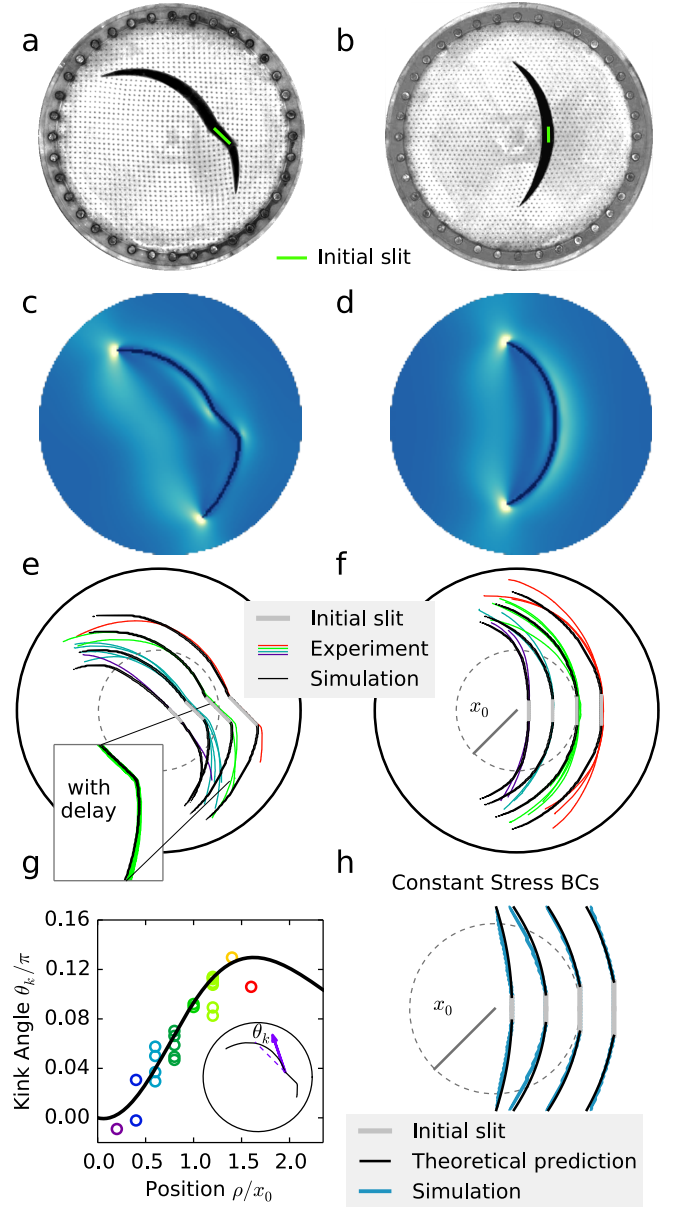 a
b
Initial slit
c
d
e
f
Initial slit
Experiment
Simulation
x₀
with
delay
g
h
Constant Stress BCs
0.16
0.12
0.08
0.04
0.00
Kink Angle θₖ/π
θₖ
0.0 0.5 1.0 1.5 2.0
Position ρ/x₀
x₀
Initial slit
Theoretical prediction
Simulation